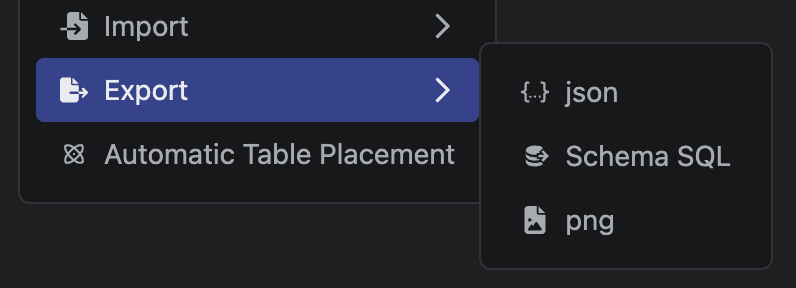 Import
Export
Automatic Table Placement
{...} json
Schema SQL
png